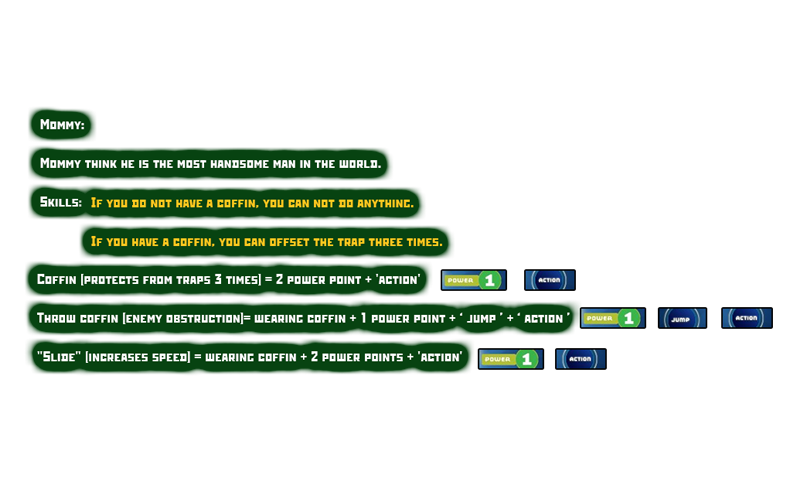 Mommy:
Mommy think he is the most handsome man in the world.
Skills: If you do not have a coffin, you can not do anything.
If you have a coffin, you can offset the trap three times.
Coffin (protects from traps 3 times) = 2 power point + 'action' POWER 1 ACTION
Throw coffin (enemy obstruction)= wearing coffin + 1 power point + ‘ jump ’ + ‘ action ’ POWER 1 JUMP ACTION
"Slide" (increases speed) = wearing coffin + 2 power points + 'action' POWER 1 ACTION